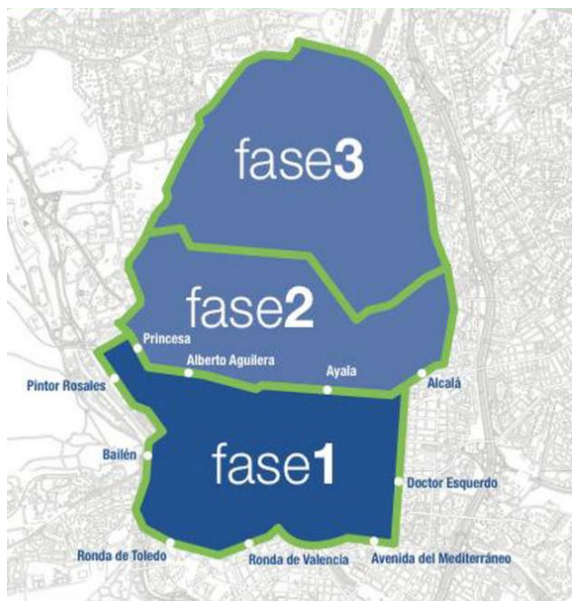 fase3
fase2
Princesa
Alberto Aguilera
Ayala
Pintor Rosales
Alcalá
Bailén
fase1
Doctor Esquerdo
Ronda de Toledo
Ronda de Valencia
Avenida del Mediterráneo